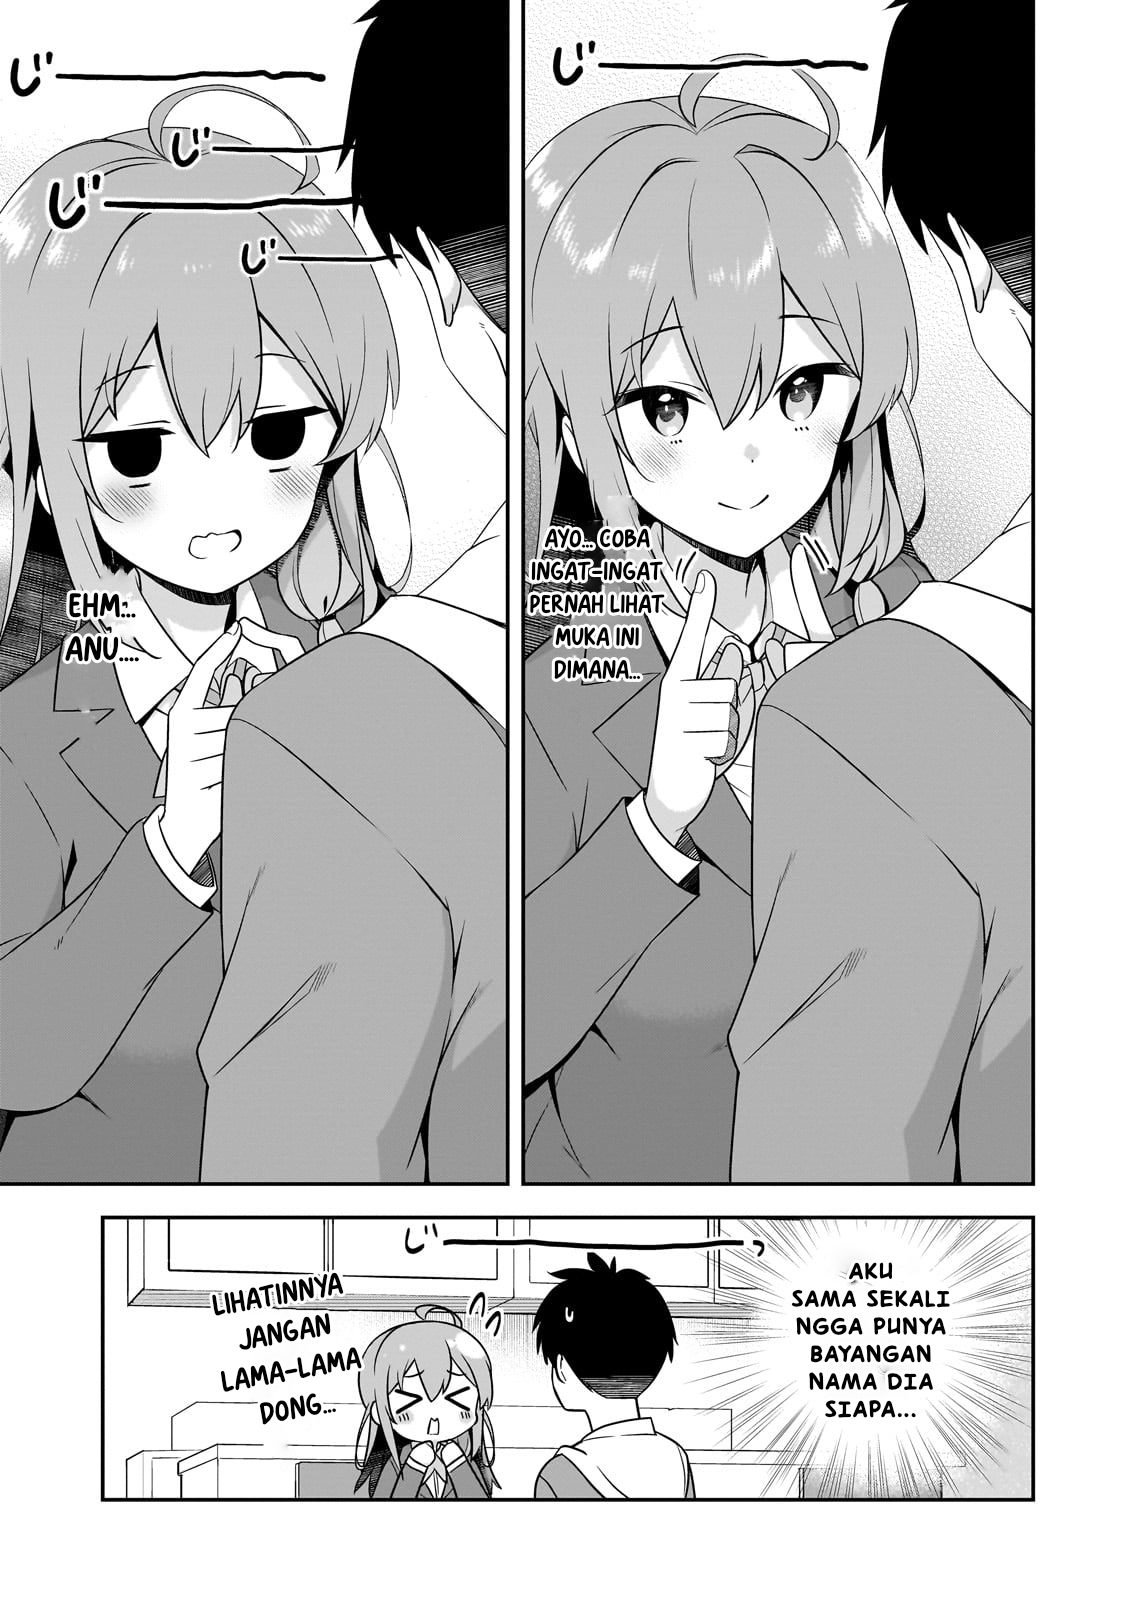 じ
AYO... COBA
INGAT-INGAT
PERNAH LIHAT
MUKA INI
DIMANA...
じ
じ
じ
じ
EHM...
ANU....
じ
AKU
SAMA SEKALI
NGGA PUNYA
BAYANGAN
NAMA DIA
SIAPA...
LIHATINNYA
JANGAN
LAMA-LAMA
DONG...